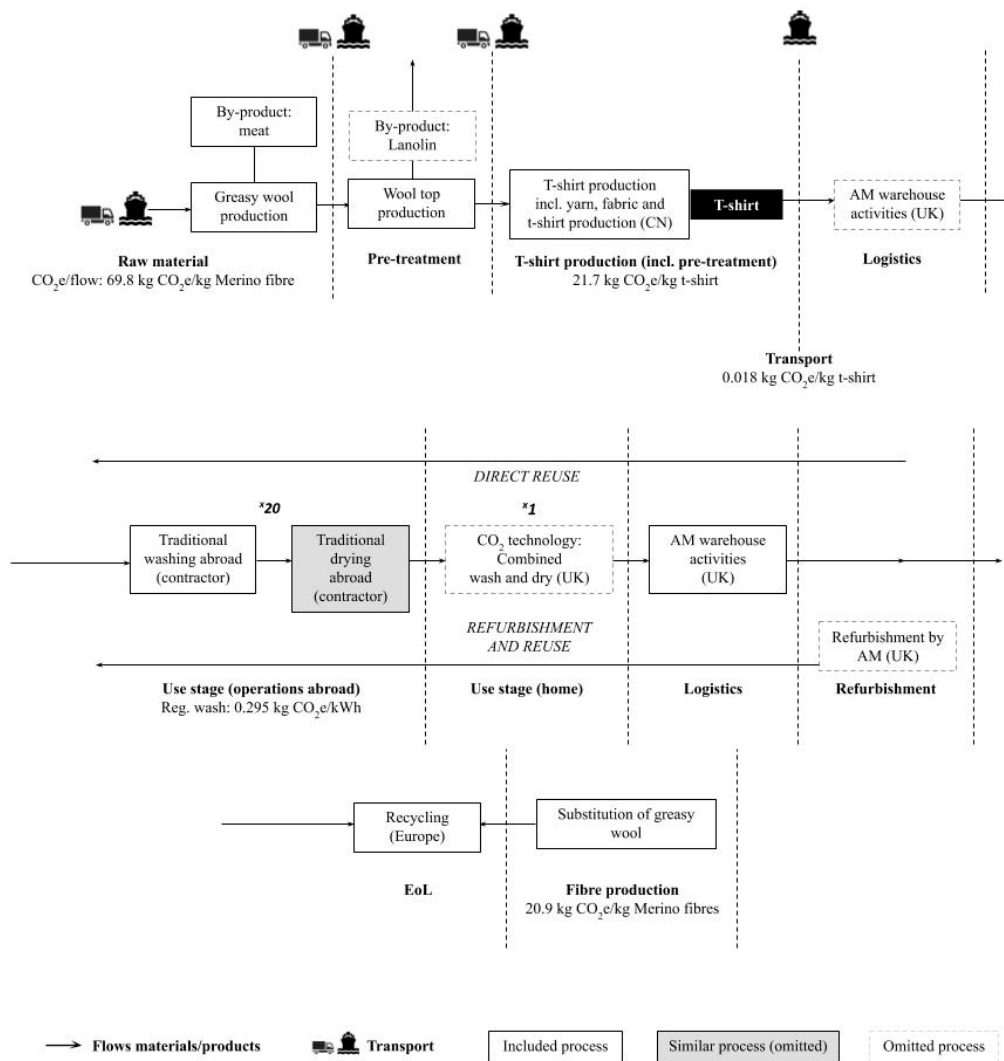 By-product:
meat
By-product:
Lanolin
Greasy wool
production
Wool top
production
T-shirt production
incl. yarn, fabric and
t-shirt production (CN)
T-shirt
AM warehouse
activities (UK)
Raw material
CO₂e/flow: 69.8 kg CO₂e/kg Merino fibre
Pre-treatment
T-shirt production (incl. pre-treatment)
21.7 kg CO₂e/kg t-shirt
Logistics
Transport
0.018 kg CO₂e/kg t-shirt
DIRECT REUSE
x20
x1
Traditional
washing abroad
(contractor)
Traditional
drying
abroad
(contractor)
CO₂ technology:
Combined
wash and dry (UK)
AM warehouse
activities
(UK)
REFURBISHMENT
AND REUSE
Refurbishment by
AM (UK)
Use stage (operations abroad)
Reg. wash: 0.295 kg CO₂e/kWh
Use stage (home)
Logistics
Refurbishment
Recycling
(Europe)
Substitution of greasy
wool
EoL
Fibre production
20.9 kg CO₂e/kg Merino fibres
Flows materials/products
Transport
Included process
Similar process (omitted)
Omitted process